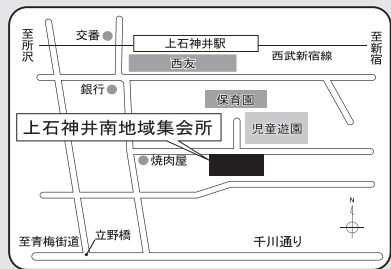 至所沢
交番
上石神井駅
至新宿
西友
西武新宿線
銀行
保育園
上石神井南地域集会所
児童遊園
焼肉屋
至青梅街道
立野橋
千川通り
N